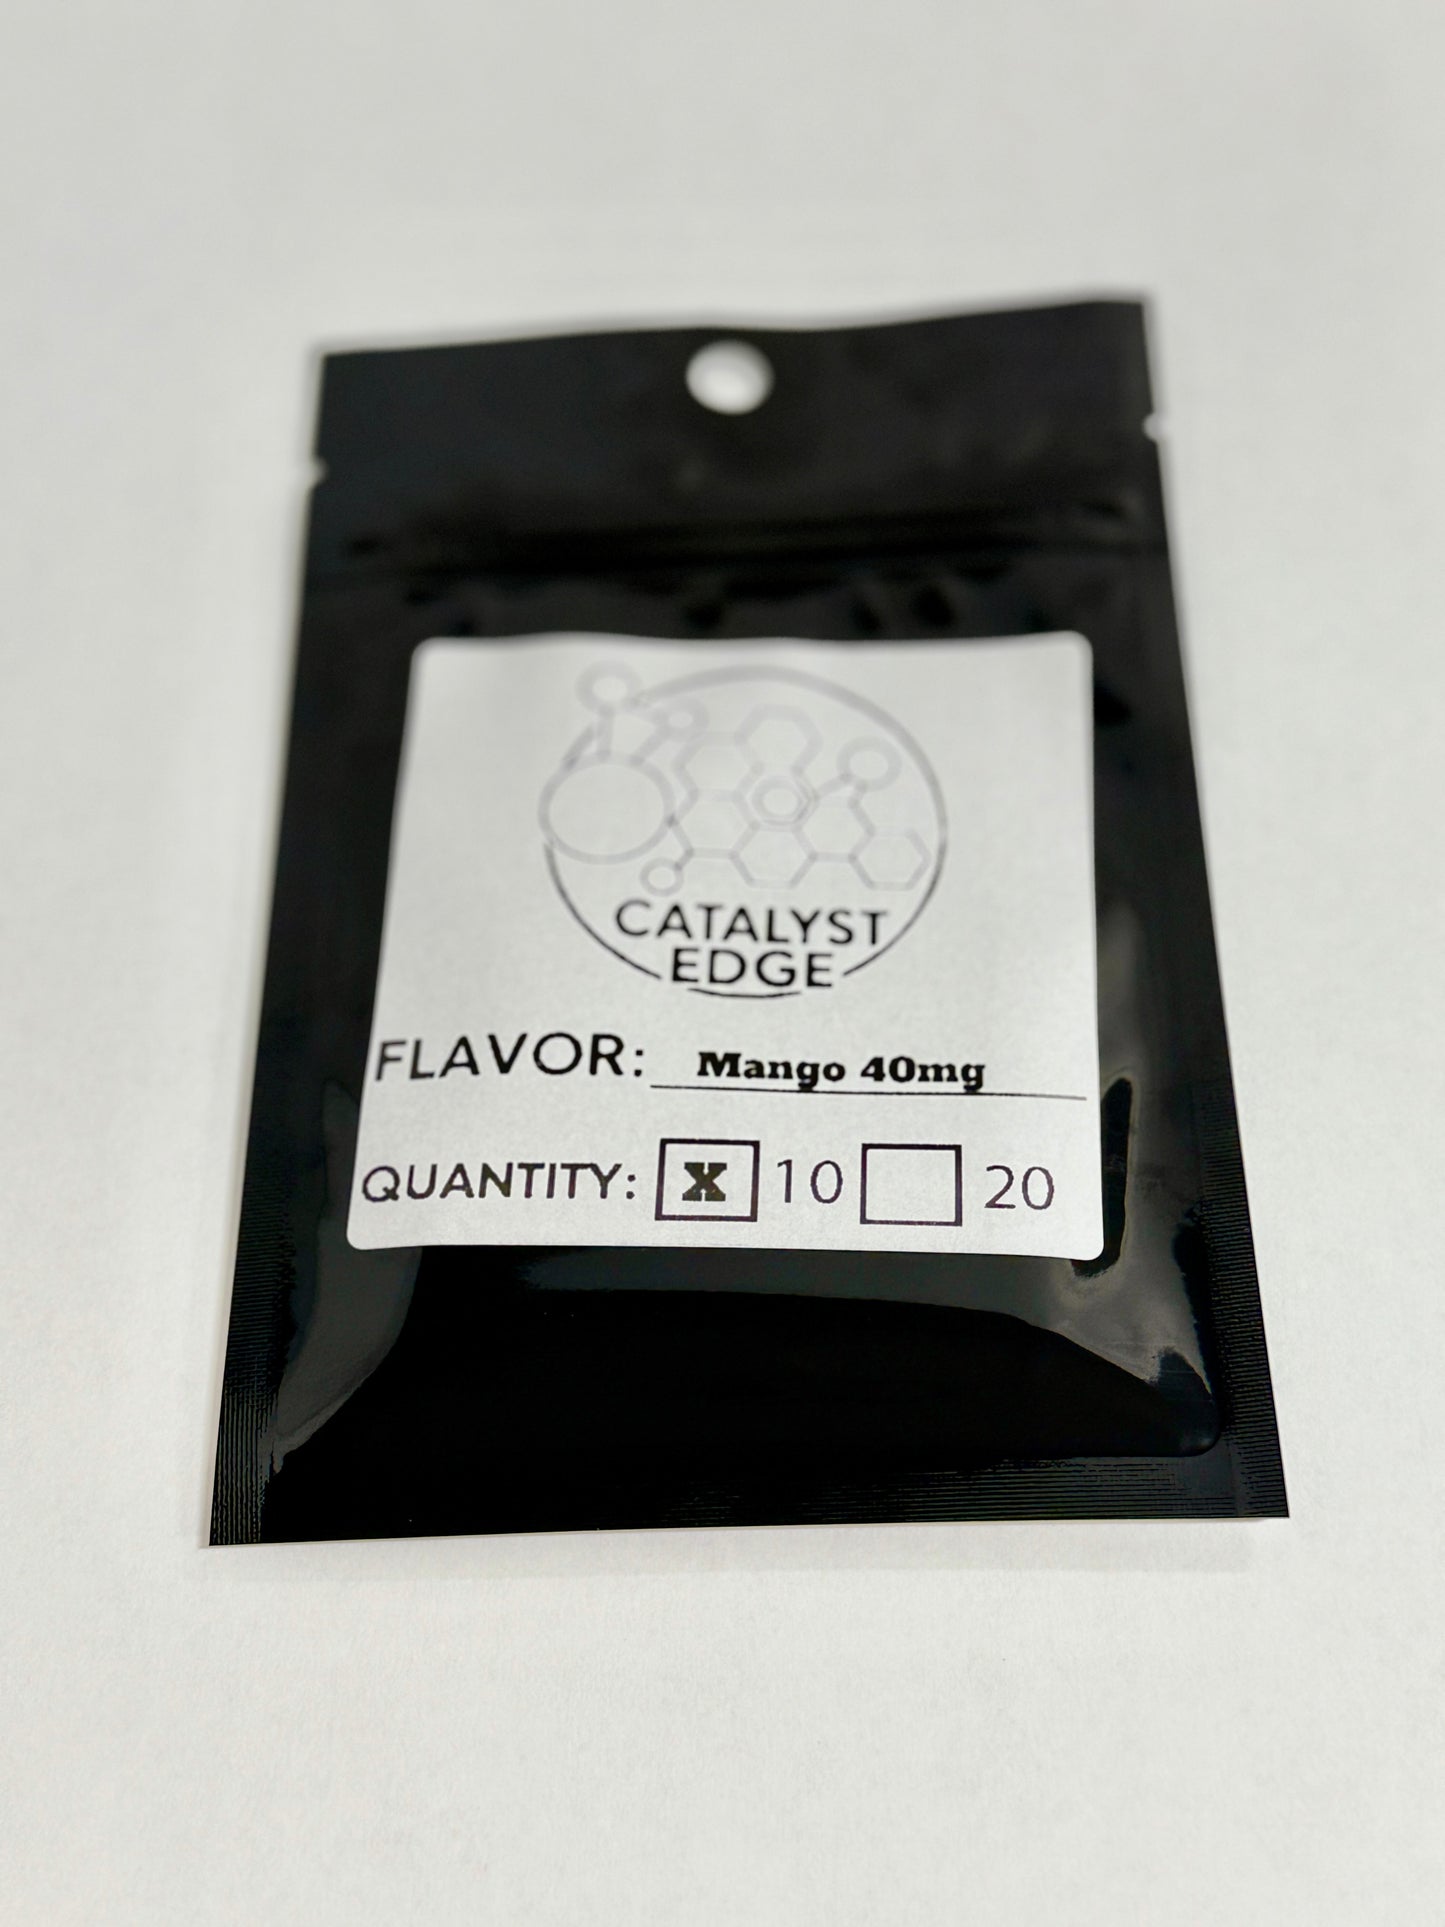 CATALYST
EDGE
FLAVOR: Mango 40mg
QUANTITY: X 10 20